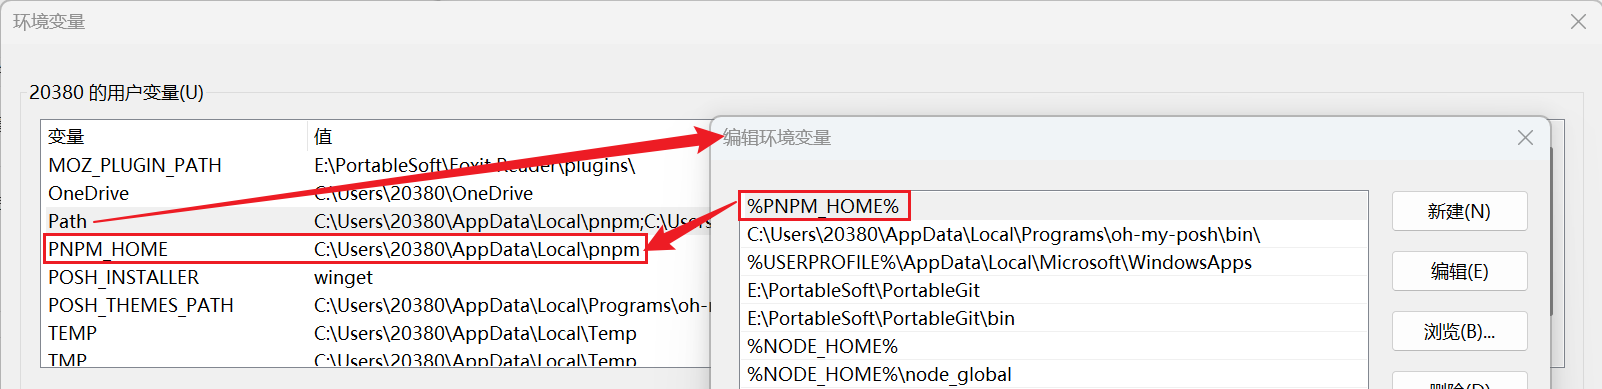 环境变量
20380 的用户变量(U)
变量 值
MOZ_PLUGIN_PATH E:\PortableSoft\Foxit Reader\plugins\
OneDrive C:\Users\20380\OneDrive
Path C:\Users\20380\AppData\Local\pnpm;C:\Users
PNPM_HOME C:\Users\20380\AppData\Local\pnpm
POSH_INSTALLER winget
POSH_THEMES_PATH C:\Users\20380\AppData\Local\Programs\oh-
TEMP C:\Users\20380\AppData\Local\Temp
TMP C:\Users\20380\AppData\Local\Temp
编辑环境变量
%PNPM_HOME%
C:\Users\20380\AppData\Local\Programs\oh-my-posh\bin\
%USERPROFILE%\AppData\Local\Microsoft\WindowsApps
E:\PortableSoft\PortableGit
E:\PortableSoft\PortableGit\bin
%NODE_HOME%
%NODE_HOME%\node_global
新建(N)
编辑(E)
浏览(B)...
删除(D)